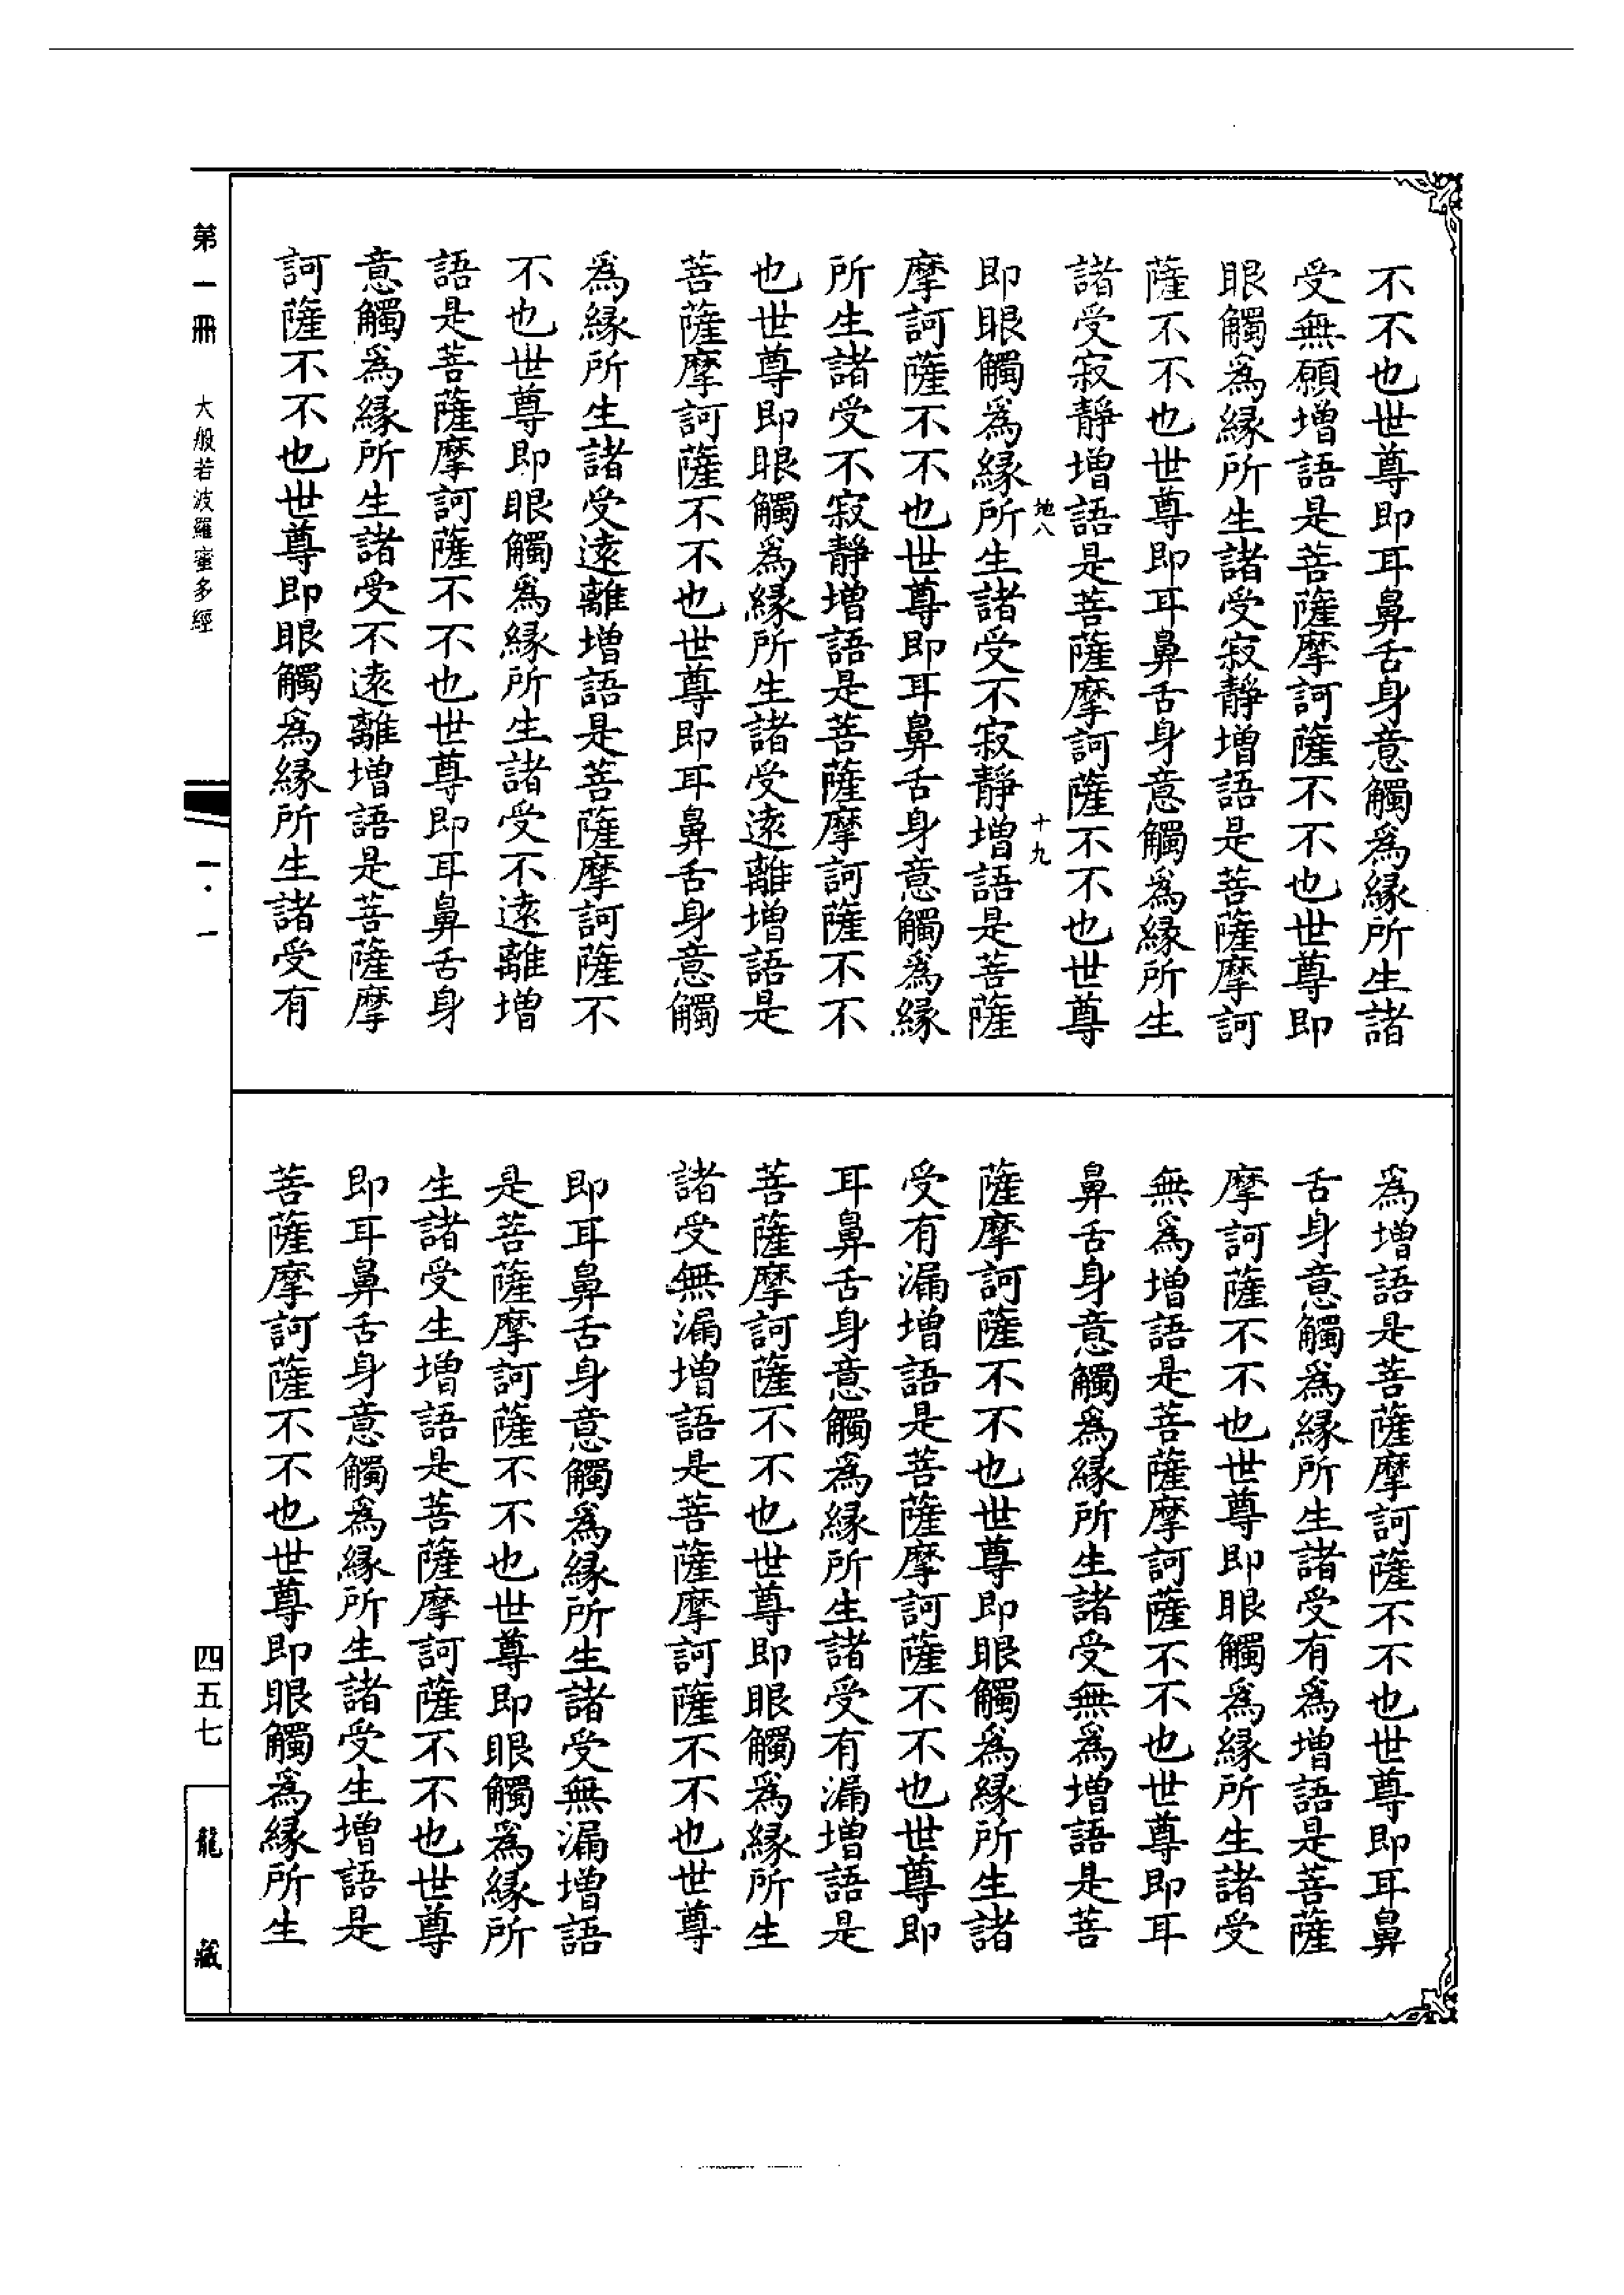 不不也世尊即耳鼻舌身意觸爲緣所生諸
受無願增語是菩薩摩訶薩不不也世尊即
眼觸爲緣所生諸受寂靜增語是菩薩摩訶
薩不不也世尊即耳鼻舌身意觸爲緣所生
諸受寂靜增語是菩薩摩訶薩不不也世尊
地八
十九
即眼觸爲緣所生諸受不寂靜增語是菩薩
摩訶薩不不也世尊即耳鼻舌身意觸爲緣
所生諸受不寂靜增語是菩薩摩訶薩不不
也世尊即眼觸爲緣所生諸受遠離增語是
菩薩摩訶薩不不也世尊即耳鼻舌身意觸
爲緣所生諸受遠離增語是菩薩摩訶薩不
不也世尊即眼觸爲緣所生諸受不遠離增
語是菩薩摩訶薩不不也世尊即耳鼻舌身
意觸爲緣所生諸受不遠離增語是菩薩摩
訶薩不不也世尊即眼觸爲緣所生諸受有
爲增語是菩薩摩訶薩不不也世尊即耳鼻
舌身意觸爲緣所生諸受有爲增語是菩薩
摩訶薩不不也世尊即眼觸爲緣所生諸受
無爲增語是菩薩摩訶薩不不也世尊即耳
鼻舌身意觸爲緣所生諸受無爲增語是菩
薩摩訶薩不不也世尊即眼觸爲緣所生諸
受有漏增語是菩薩摩訶薩不不也世尊即
耳鼻舌身意觸爲緣所生諸受有漏增語是
菩薩摩訶薩不不也世尊即眼觸爲緣所生
諸受無漏增語是菩薩摩訶薩不不也世尊
即耳鼻舌身意觸爲緣所生諸受無漏增語
是菩薩摩訶薩不不也世尊即眼觸爲緣所
生諸受生增語是菩薩摩訶薩不不也世尊
即耳鼻舌身意觸爲緣所生諸受生增語是
菩薩摩訶薩不不也世尊即眼觸爲緣所生
第一冊 大般若波羅蜜多經
一·一
四五七
龍藏